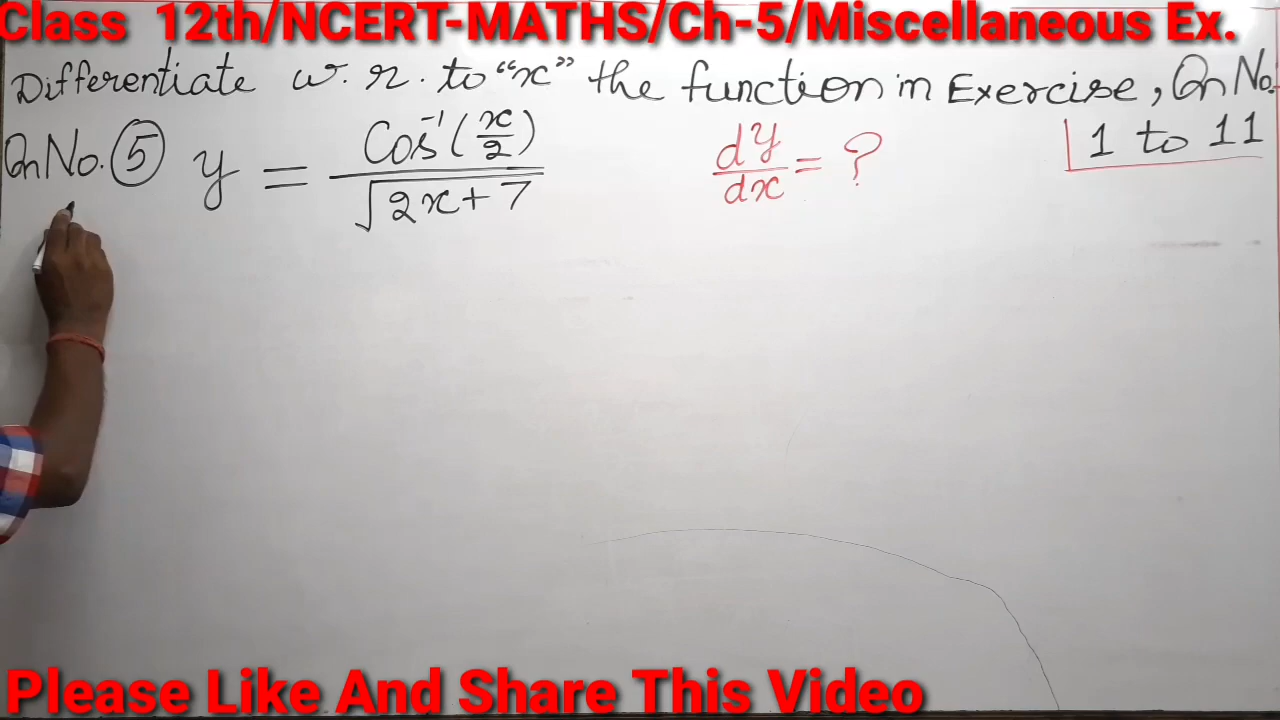 Class 12th/NCERT-MATHS/Ch-5/Miscellaneous Ex.
Differentiate w.r.to "x" the function in Exercise, Qn No.
1 to 11
Qn No. 5 y = Cos⁻¹(x/2) / √(2x+7) dy/dx = ?
Please Like And Share This Video